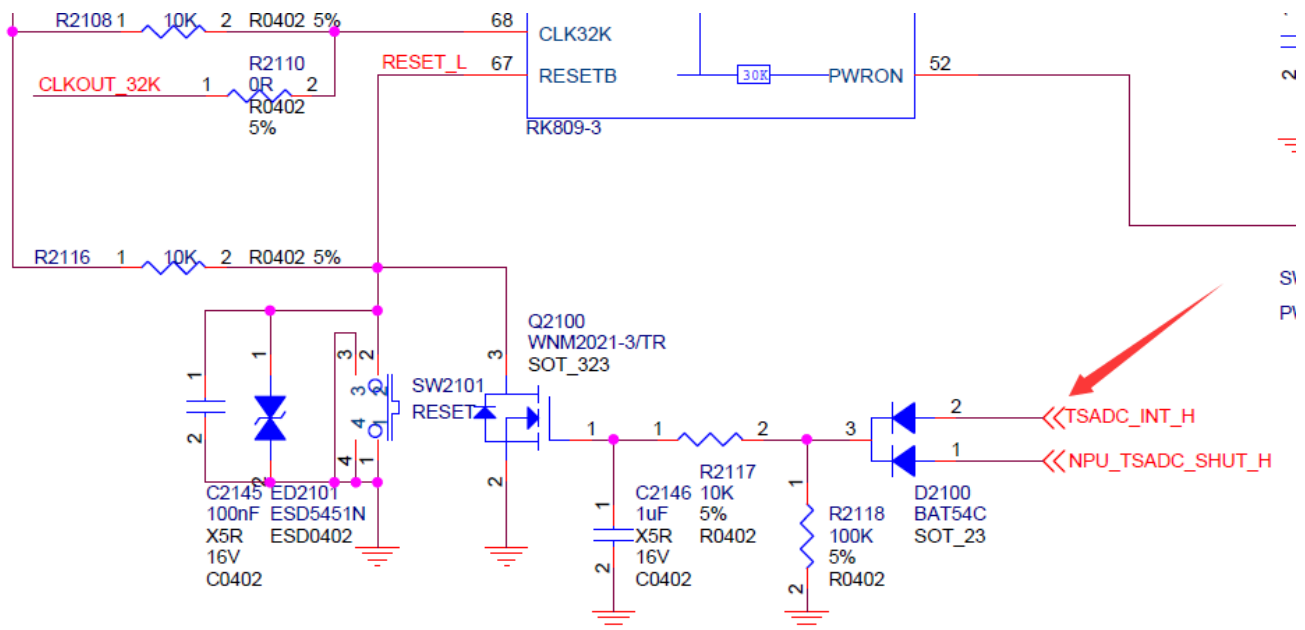 R2108 1 10K 2 R0402 5%
68
CLK32K
RESET_L 67
RESETB
30K
PWRON
52
CLKOUT_32K
1
R2110
0R
2
R0402
5%
RK809-3
2
R2116 1 10K 2 R0402 5%
Q2100
WNM2021-3/TR
SOT_323
1
2
1
3
2
3
4
2
1
4
1
SW2101
RESET
3
2
1
1
2
3
2
TSADC_INT_H
1
NPU_TSADC_SHUT_H
C2145
100nF
X5R
16V
C0402
2
ED2101
ESD5451N
ESD0402
C2146
1uF
X5R
16V
C0402
1
2
R2117
10K
5%
R0402
1
2
R2118
100K
5%
R0402
D2100
BAT54C
SOT_23